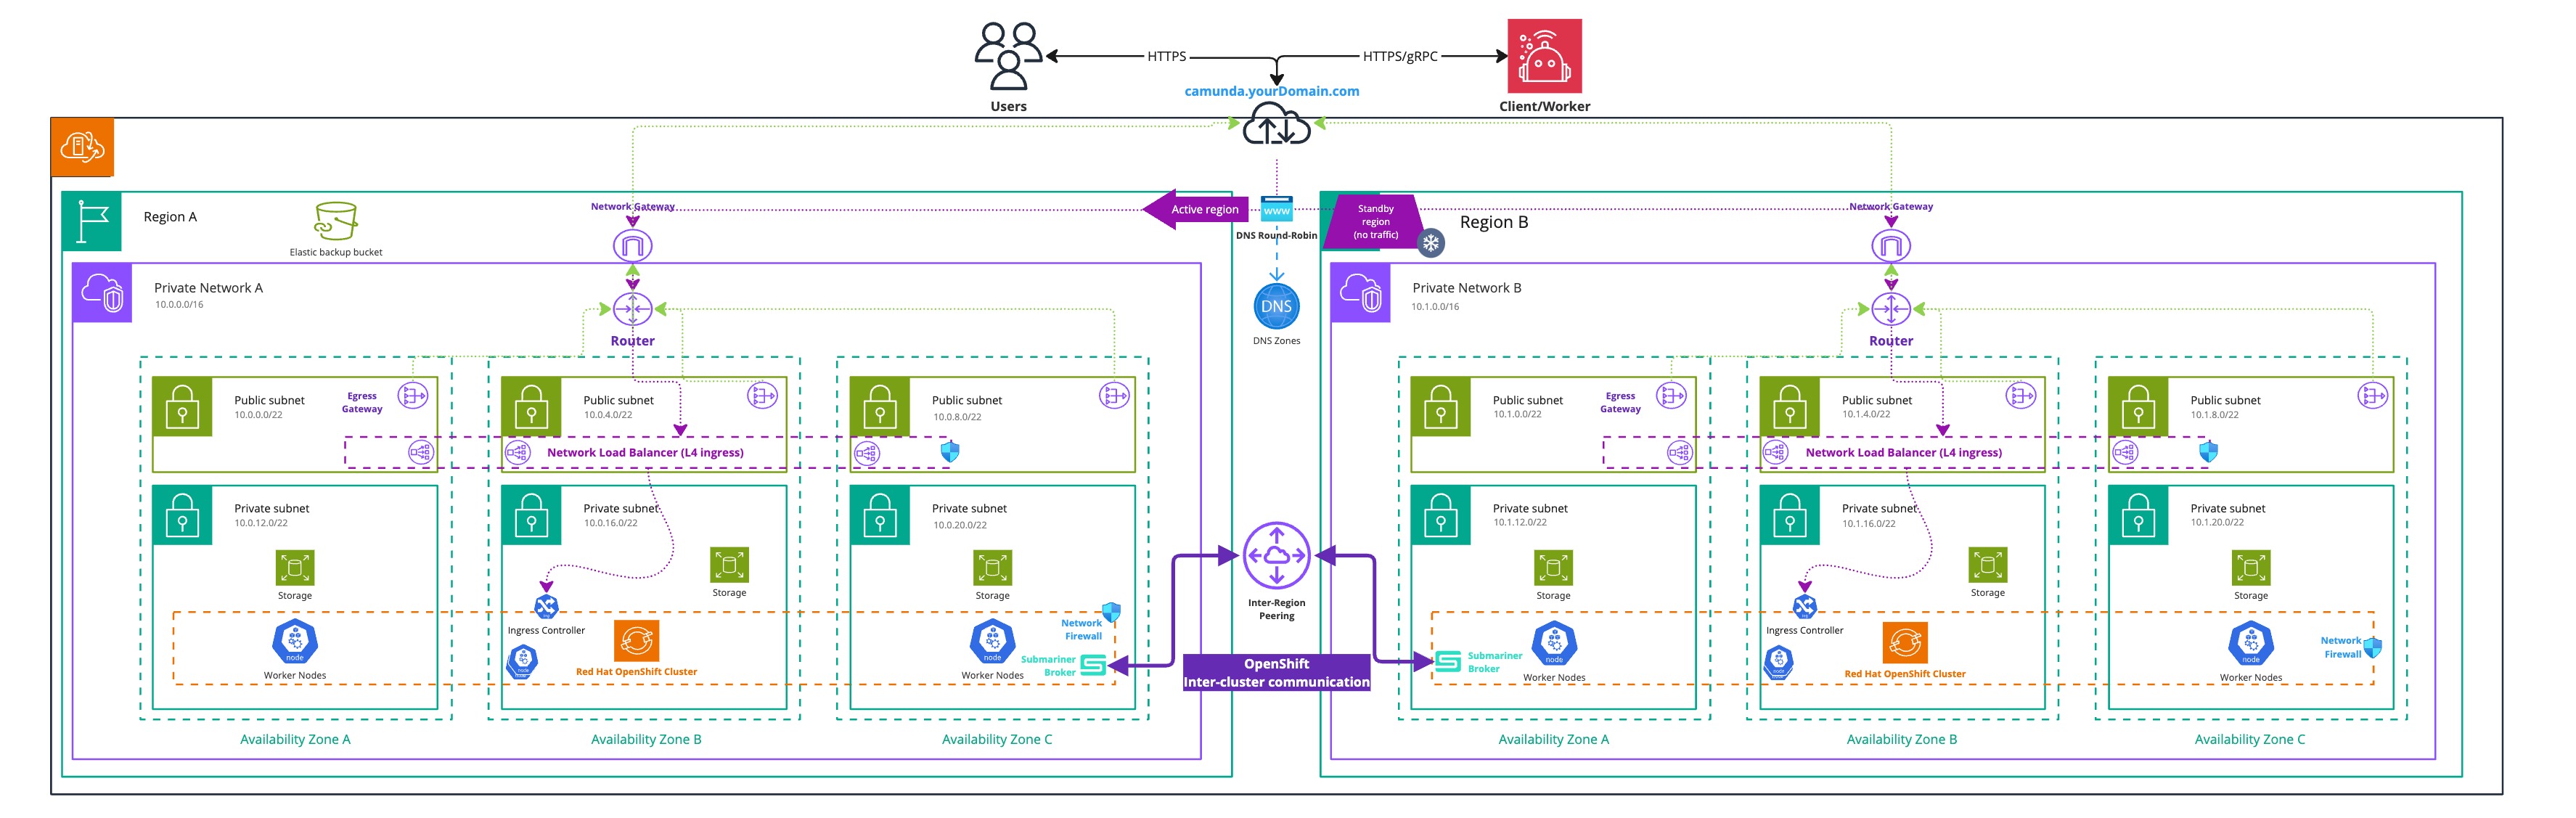 HTTPS
HTTPS/gRPC
camunda.yourDomain.com
Users
Client/Worker
Region A
Elastic backup bucket
Network Gateway
Active region
WWW
DNS Round-Robin
Standby
region
(no traffic)
Region B
Network Gateway
Private Network A
10.0.0.0/16
Router
DNS
DNS Zones
Private Network B
10.1.0.0/16
Router
Public subnet
10.0.0.0/22
Egress
Gateway
Public subnet
10.0.4.0/22
Public subnet
10.0.8.0/22
Network Load Balancer (L4 ingress)
Public subnet
10.1.0.0/22
Egress
Gateway
Public subnet
10.1.4.0/22
Public subnet
10.1.8.0/22
Network Load Balancer (L4 ingress)
Private subnet
10.0.12.0/22
Storage
node
Worker Nodes
Private subnet
10.0.16.0/22
Storage
Ingress Controller
node
Red Hat OpenShift Cluster
Private subnet
10.0.20.0/22
Storage
Network
Firewall
node
Worker Nodes
Submariner
Broker
Inter-Region
Peering
OpenShift
Inter-cluster communication
Private subnet
10.1.12.0/22
Storage
Submariner
Broker
node
Worker Nodes
Private subnet
10.1.16.0/22
Storage
Ingress Controller
node
Red Hat OpenShift Cluster
Private subnet
10.1.20.0/22
Storage
node
Worker Nodes
Network
Firewall
Availability Zone A
Availability Zone B
Availability Zone C
Availability Zone A
Availability Zone B
Availability Zone C